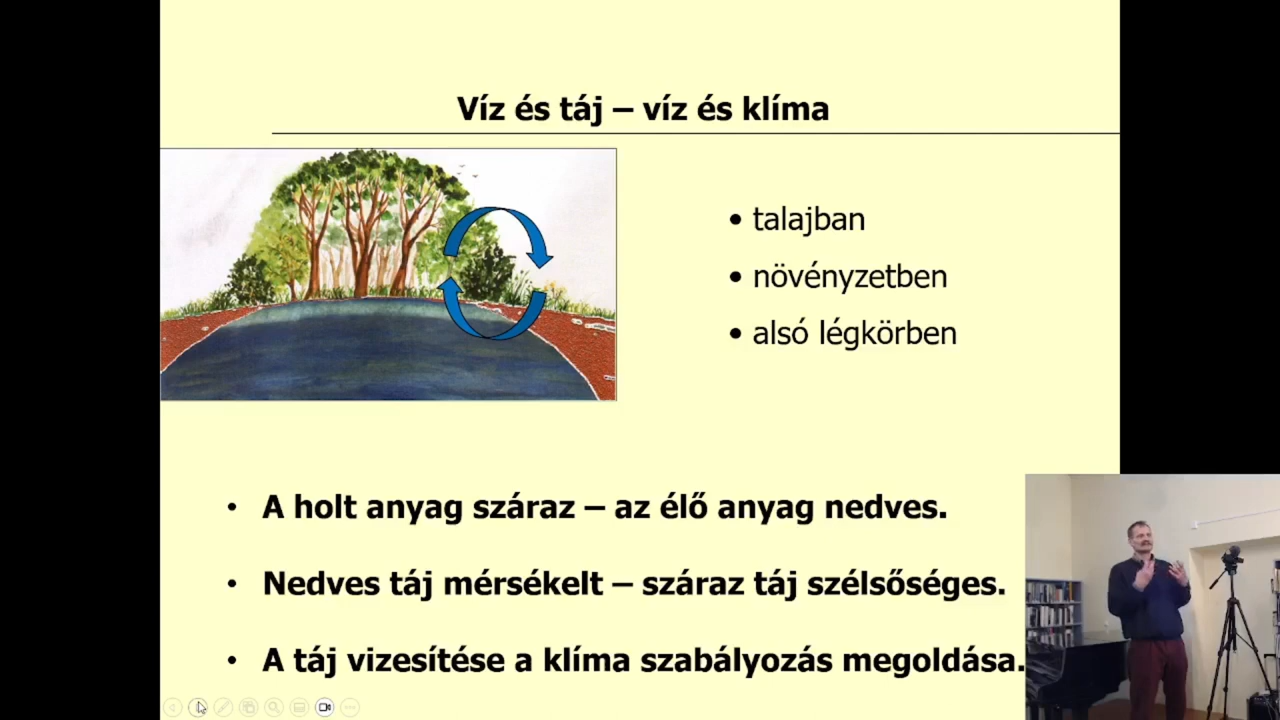 Víz és táj – víz és klíma
• talajban
• növényzetben
• alsó légkörben
• A holt anyag száraz – az élő anyag nedves.
• Nedves táj mérsékelt – száraz táj szélsőséges.
• A táj vizesítése a klíma szabályozás megoldása.